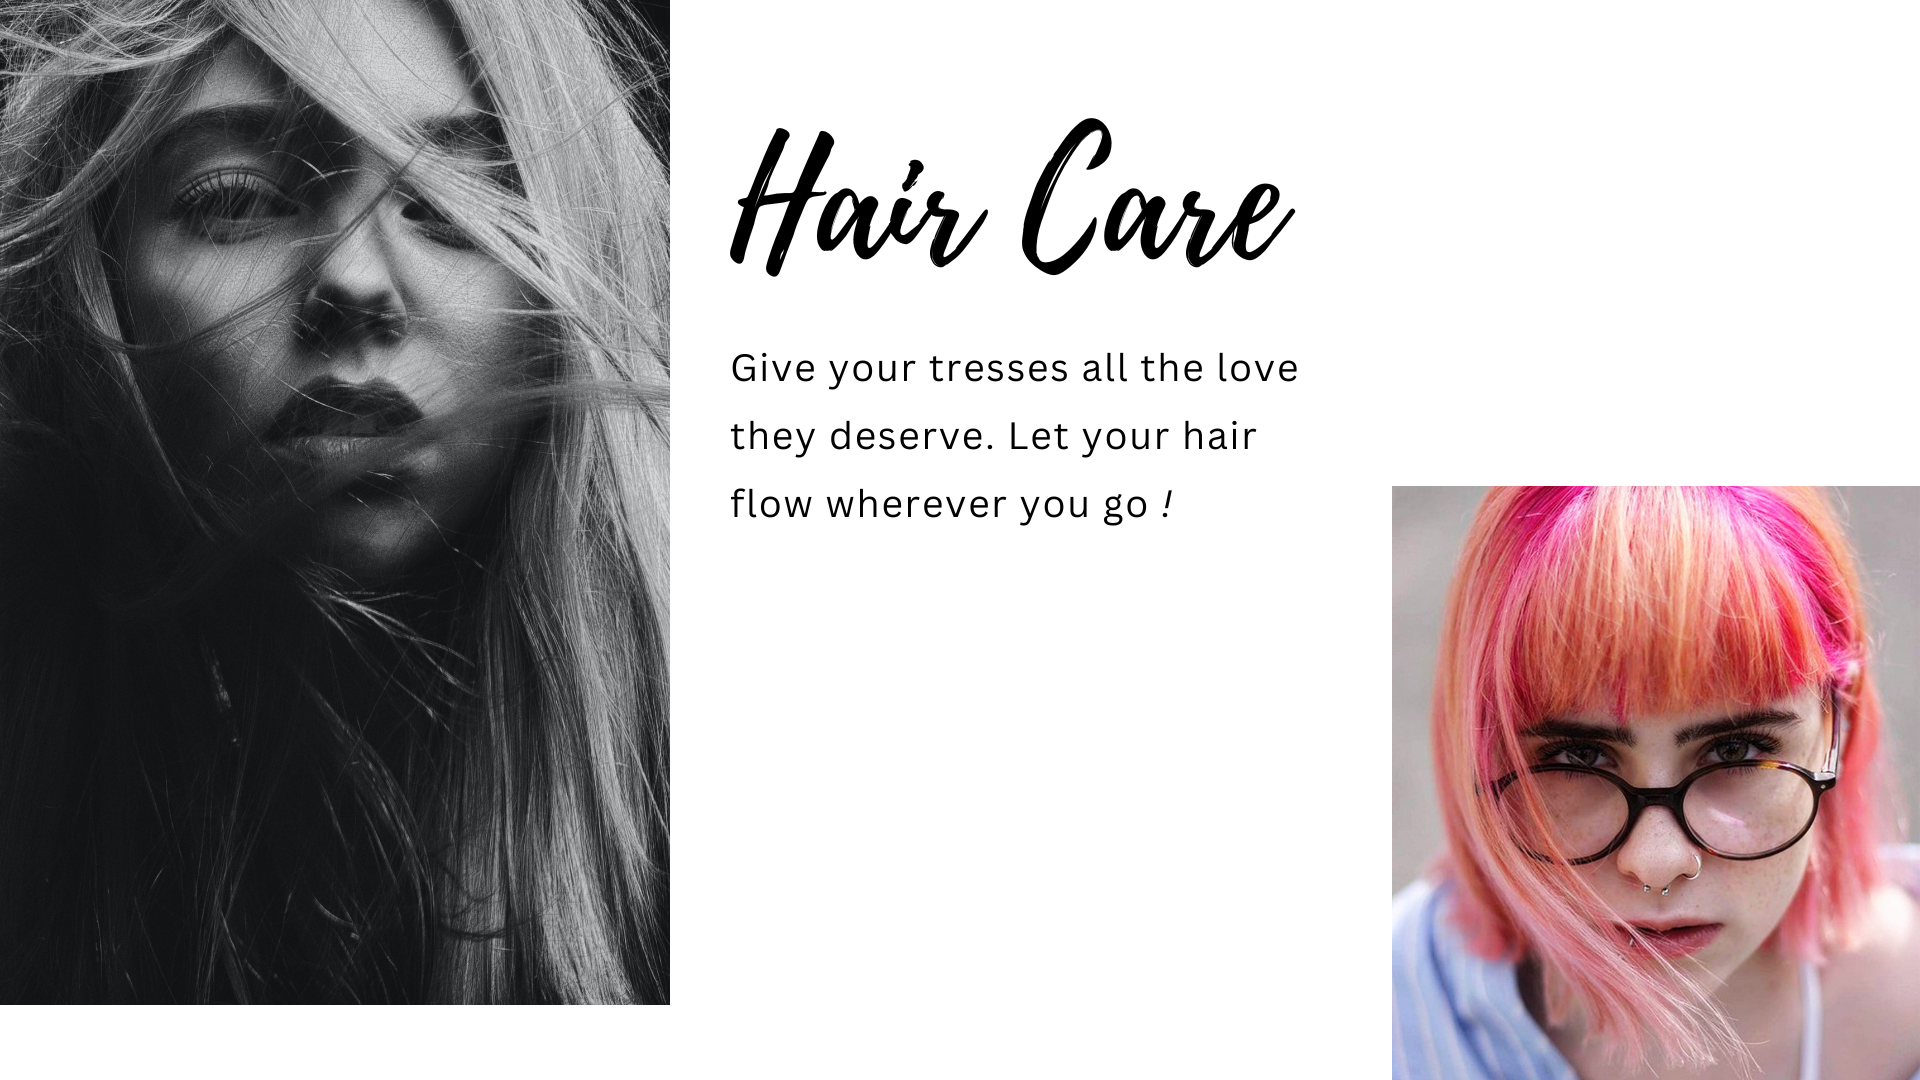 Hair Care
Give your tresses all the love
they deserve. Let your hair
flow wherever you go !